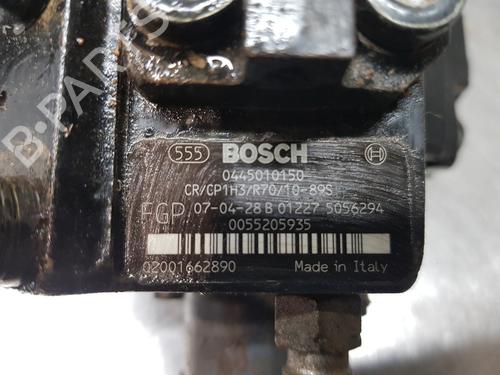 B-PARTS
555 BOSCH
0445010150
CR/CP1H3/R70/10-89S
FGP 07-04-28 B 01227 5056294
0055205935
02001662890 Made in Italy